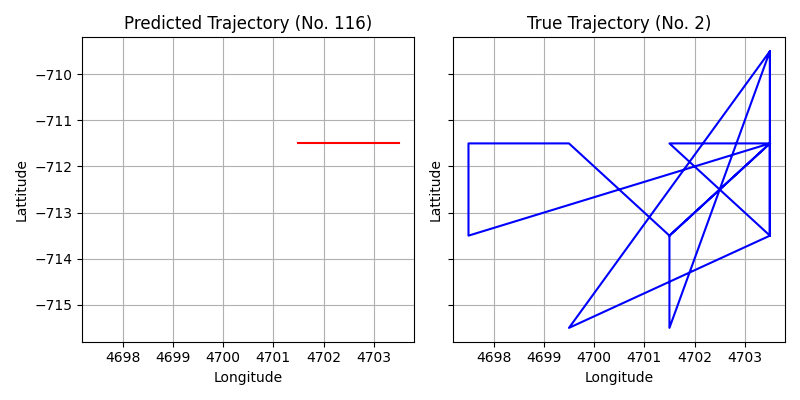 Predicted Trajectory (No. 116)
−710
−711
−712
−713
−714
−715
Lattitude
4698 4699 4700 4701 4702 4703
Longitude
True Trajectory (No. 2)
Lattitude
4698 4699 4700 4701 4702 4703
Longitude